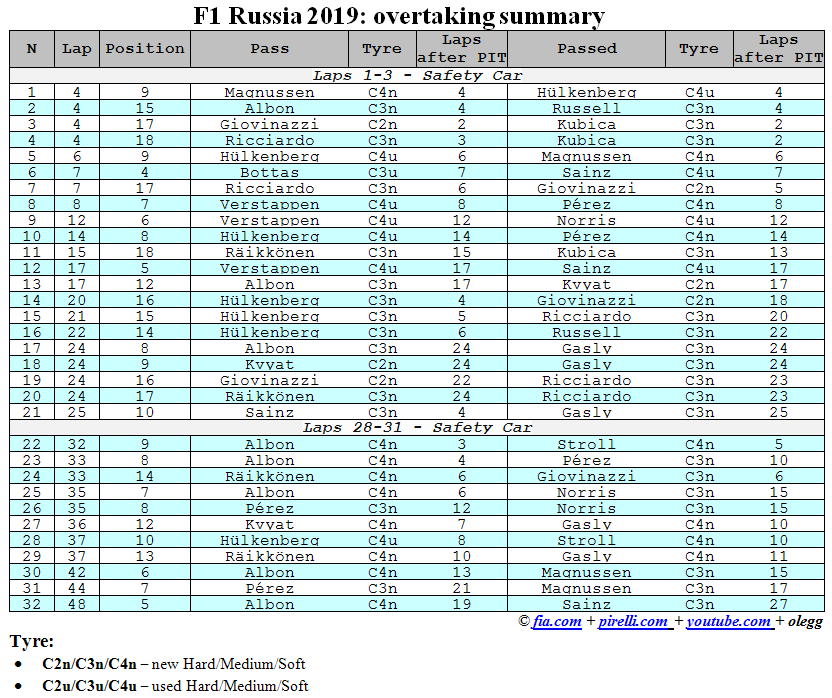 F1 Russia 2019: overtaking summary
N Lap Position Pass Tyre Laps after PIT Passed Tyre Laps after PIT
Laps 1-3 - Safety Car
1 4 9 Magnussen C4n 4 Hülkenberg C4u 4
2 4 15 Albon C3n 4 Russell C3n 4
3 4 17 Giovinazzi C2n 2 Kubica C3n 2
4 4 18 Ricciardo C3n 3 Kubica C3n 2
5 6 9 Hülkenberg C4u 6 Magnussen C4n 6
6 7 4 Bottas C3u 7 Sainz C4u 7
7 7 17 Ricciardo C3n 6 Giovinazzi C2n 5
8 8 7 Verstappen C4u 8 Pérez C4n 8
9 12 6 Verstappen C4u 12 Norris C4u 12
10 14 8 Hülkenberg C4u 14 Pérez C4n 14
11 15 18 Räikkönen C3n 15 Kubica C3n 13
12 17 5 Verstappen C4u 17 Sainz C4u 17
13 17 12 Albon C3n 17 Kvyat C2n 17
14 20 16 Hülkenberg C3n 4 Giovinazzi C2n 18
15 21 15 Hülkenberg C3n 5 Ricciardo C3n 20
16 22 14 Hülkenberg C3n 6 Russell C3n 22
17 24 8 Albon C3n 24 Gasly C3n 24
18 24 9 Kvyat C2n 24 Gasly C3n 24
19 24 16 Giovinazzi C2n 22 Ricciardo C3n 23
20 24 17 Räikkönen C3n 24 Ricciardo C3n 23
21 25 10 Sainz C3n 4 Gasly C3n 25
Laps 28-31 - Safety Car
22 32 9 Albon C4n 3 Stroll C4n 5
23 33 8 Albon C4n 4 Pérez C3n 10
24 33 14 Räikkönen C4n 6 Giovinazzi C3n 6
25 35 7 Albon C4n 6 Norris C3n 15
26 35 8 Pérez C3n 12 Norris C3n 15
27 36 12 Kvyat C4n 7 Gasly C4n 10
28 37 10 Hülkenberg C4u 8 Stroll C4n 10
29 37 13 Räikkönen C4n 10 Gasly C4n 11
30 42 6 Albon C4n 13 Magnussen C3n 15
31 44 7 Pérez C3n 21 Magnussen C3n 17
32 48 5 Albon C4n 19 Sainz C3n 27
© fia.com + pirelli.com + youtube.com + olegg
Tyre:
• C2n/C3n/C4n – new Hard/Medium/Soft
• C2u/C3u/C4u – used Hard/Medium/Soft